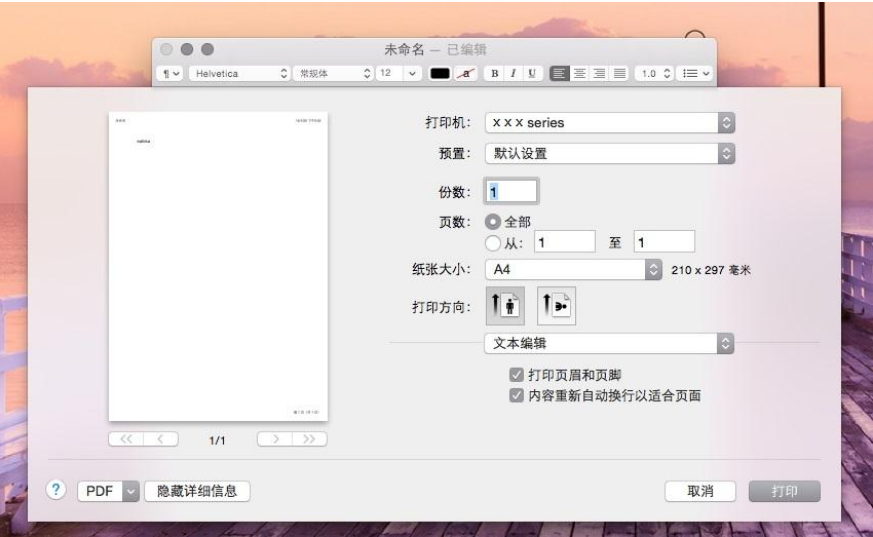 未命名 — 已编辑
¶ Helvetica 常规体 12 a B I U 1.0
打印机： x x x series
预置： 默认设置
份数： 1
页数： 全部
从： 1 至 1
纸张大小： A4 210 x 297 毫米
打印方向：
文本编辑
打印页眉和页脚
内容重新自动换行以适合页面
<< < 1/1 > >>
? PDF 隐藏详细信息 取消 打印